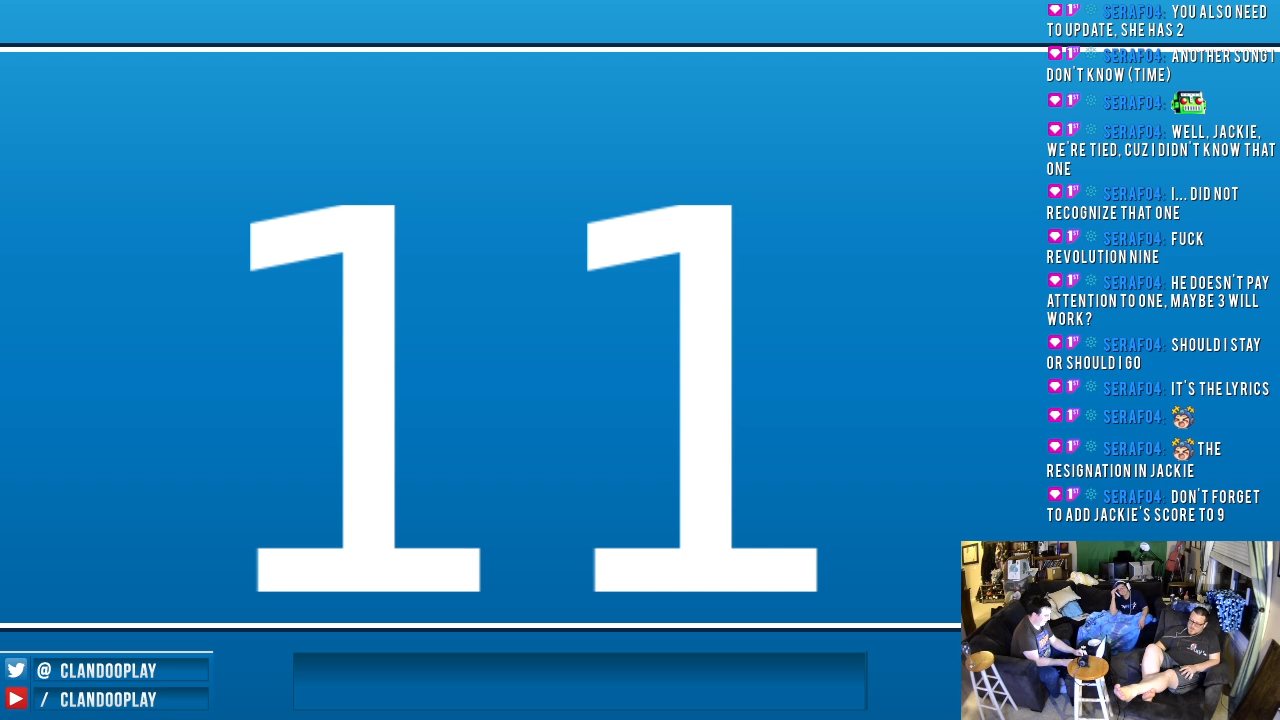 SERAF04: YOU ALSO NEED
TO UPDATE, SHE HAS 2
SERAF04: ANOTHER SONG I
DON'T KNOW (TIME)
SERAF04:
SERAF04: WELL, JACKIE,
WE'RE TIED, CUZ I DIDN'T KNOW THAT
ONE
SERAF04: I... DID NOT
RECOGNIZE THAT ONE
SERAF04: FUCK
REVOLUTION NINE
SERAF04: HE DOESN'T PAY
ATTENTION TO ONE, MAYBE 3 WILL
WORK?
SERAF04: SHOULD I STAY
OR SHOULD I GO
SERAF04: IT'S THE LYRICS
SERAF04:
SERAF04: THE
RESIGNATION IN JACKIE
SERAF04: DON'T FORGET
TO ADD JACKIE'S SCORE TO 9
11
@ CLANDOOPLAY
/ CLANDOOPLAY